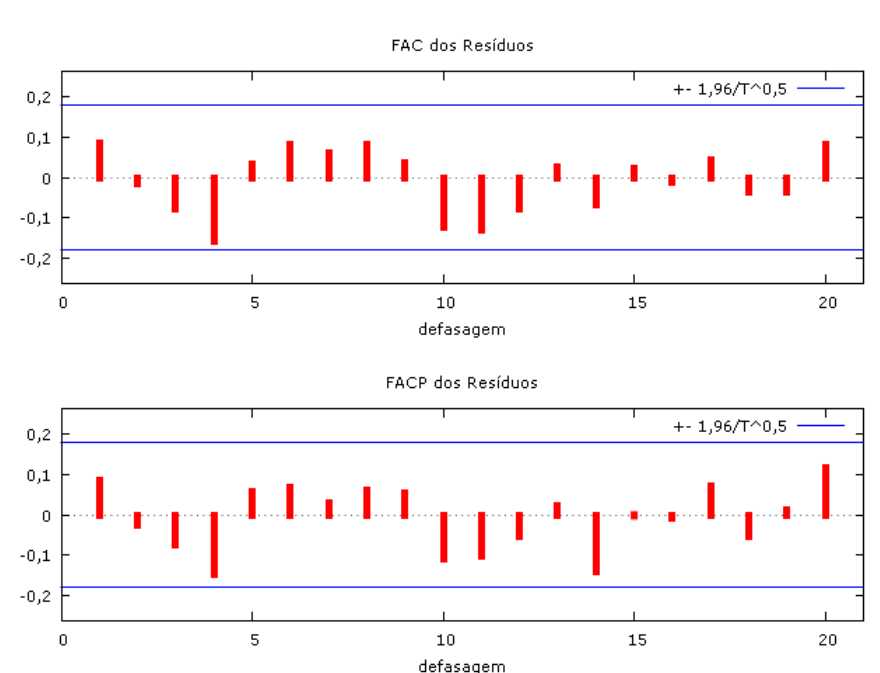 FAC dos Resíduos
+- 1,96/T^0,5
0,2
0,1
0
-0,1
-0,2
0 5 10 15 20
defasagem
FACP dos Resíduos
+- 1,96/T^0,5
0,2
0,1
0
-0,1
-0,2
0 5 10 15 20
defasagem